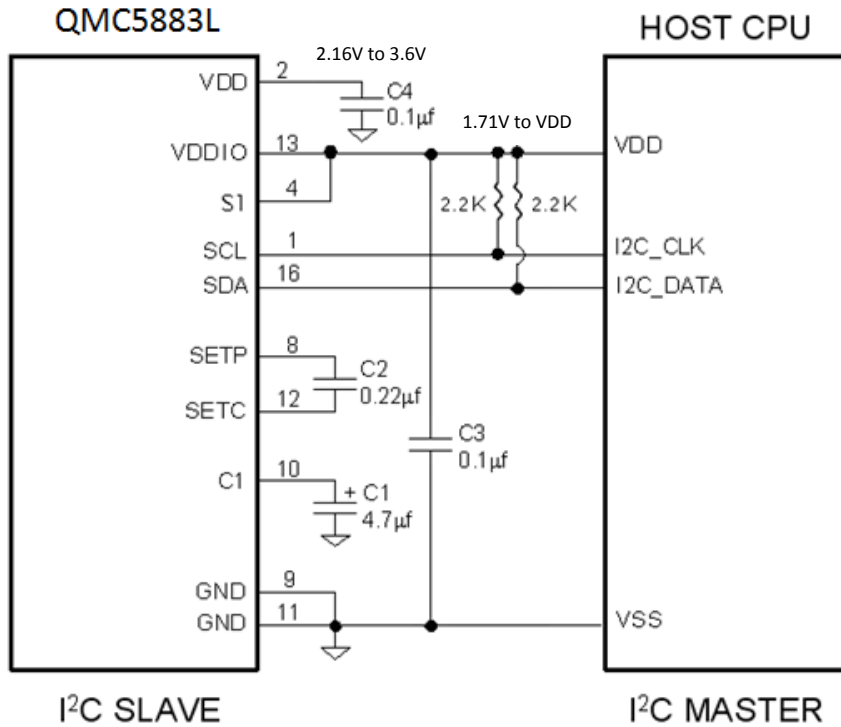 QMC5883L
HOST CPU
2.16V to 3.6V
VDD 2
C4
0.1µf
1.71V to VDD
VDDIO 13
VDD
S1 4
2.2K 2.2K
SCL 1
I2C_CLK
SDA 16
I2C_DATA
SETP 8
C2
0.22µf
SETC 12
C3
0.1µf
C1 10
+ C1
4.7µf
GND 9
GND 11
VSS
I²C SLAVE
I²C MASTER